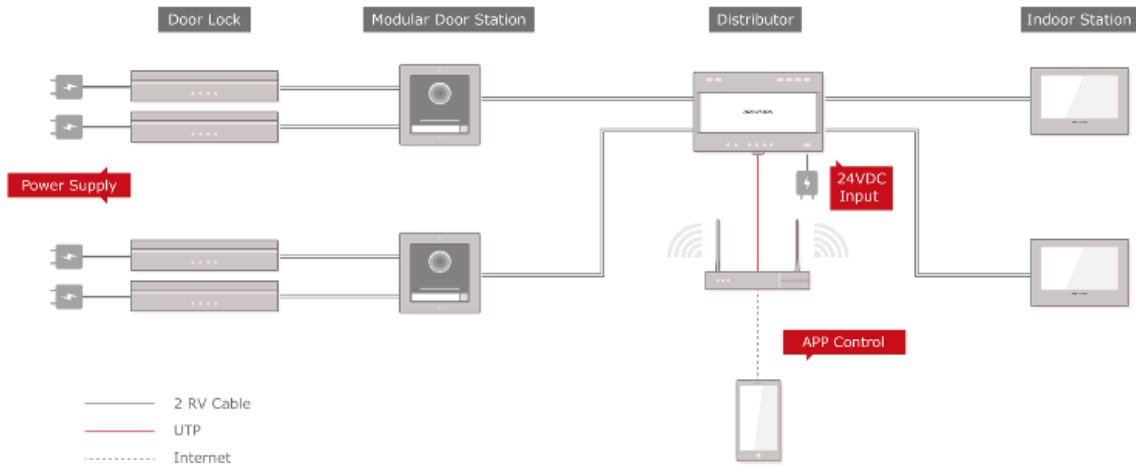 Door Lock
Modular Door Station
Distributor
Indoor Station
Power Supply
24VDC
Input
APP Control
2 RV Cable
UTP
Internet